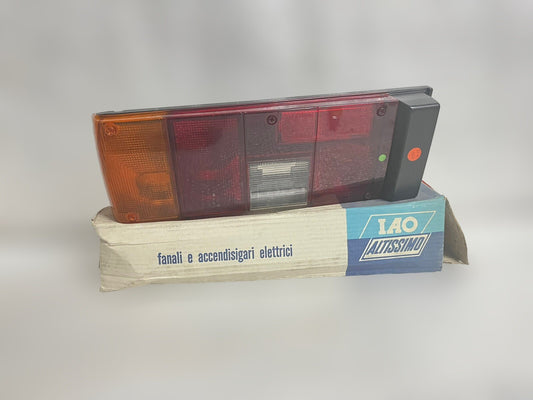 IAO
ALTISSIMO
fanali e accendisigari elettrici